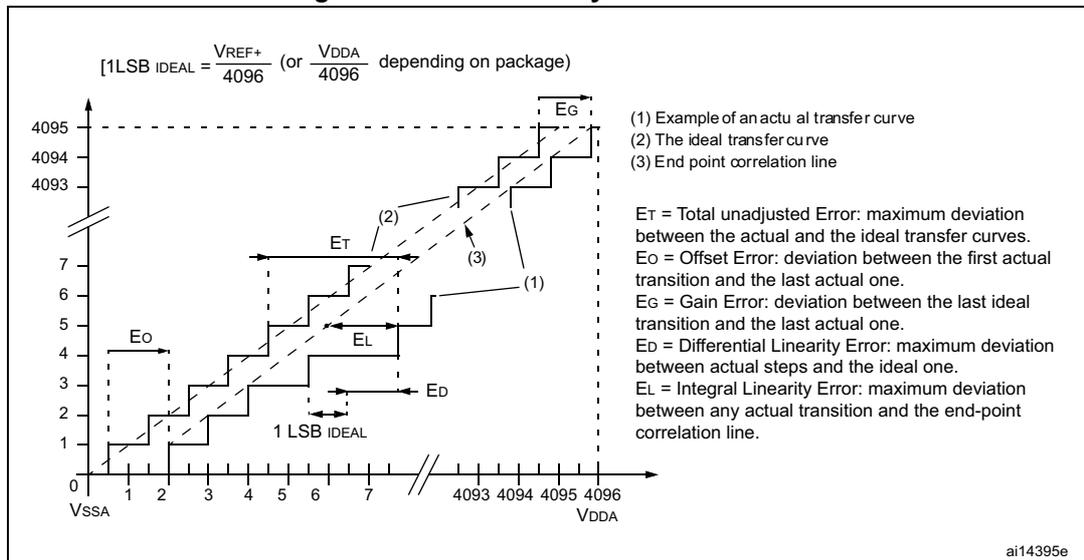 [1LSB IDEAL = VREF+ / 4096 (or VDDA / 4096 depending on package)
EG
4095
4094
4093
7
6
5
4
3
2
1
0
VSSA
(2)
ET
(3)
(1)
EO
EL
ED
1 LSB IDEAL
1 2 3 4 5 6 7 4093 4094 4095 4096
VDDA
(1) Example of an actu al transfer curve
(2) The ideal transfer curve
(3) End point correlation line
ET = Total unadjusted Error: maximum deviation
between the actual and the ideal transfer curves.
EO = Offset Error: deviation between the first actual
transition and the last actual one.
EG = Gain Error: deviation between the last ideal
transition and the last actual one.
ED = Differential Linearity Error: maximum deviation
between actual steps and the ideal one.
EL = Integral Linearity Error: maximum deviation
between any actual transition and the end-point
correlation line.
ai14395e